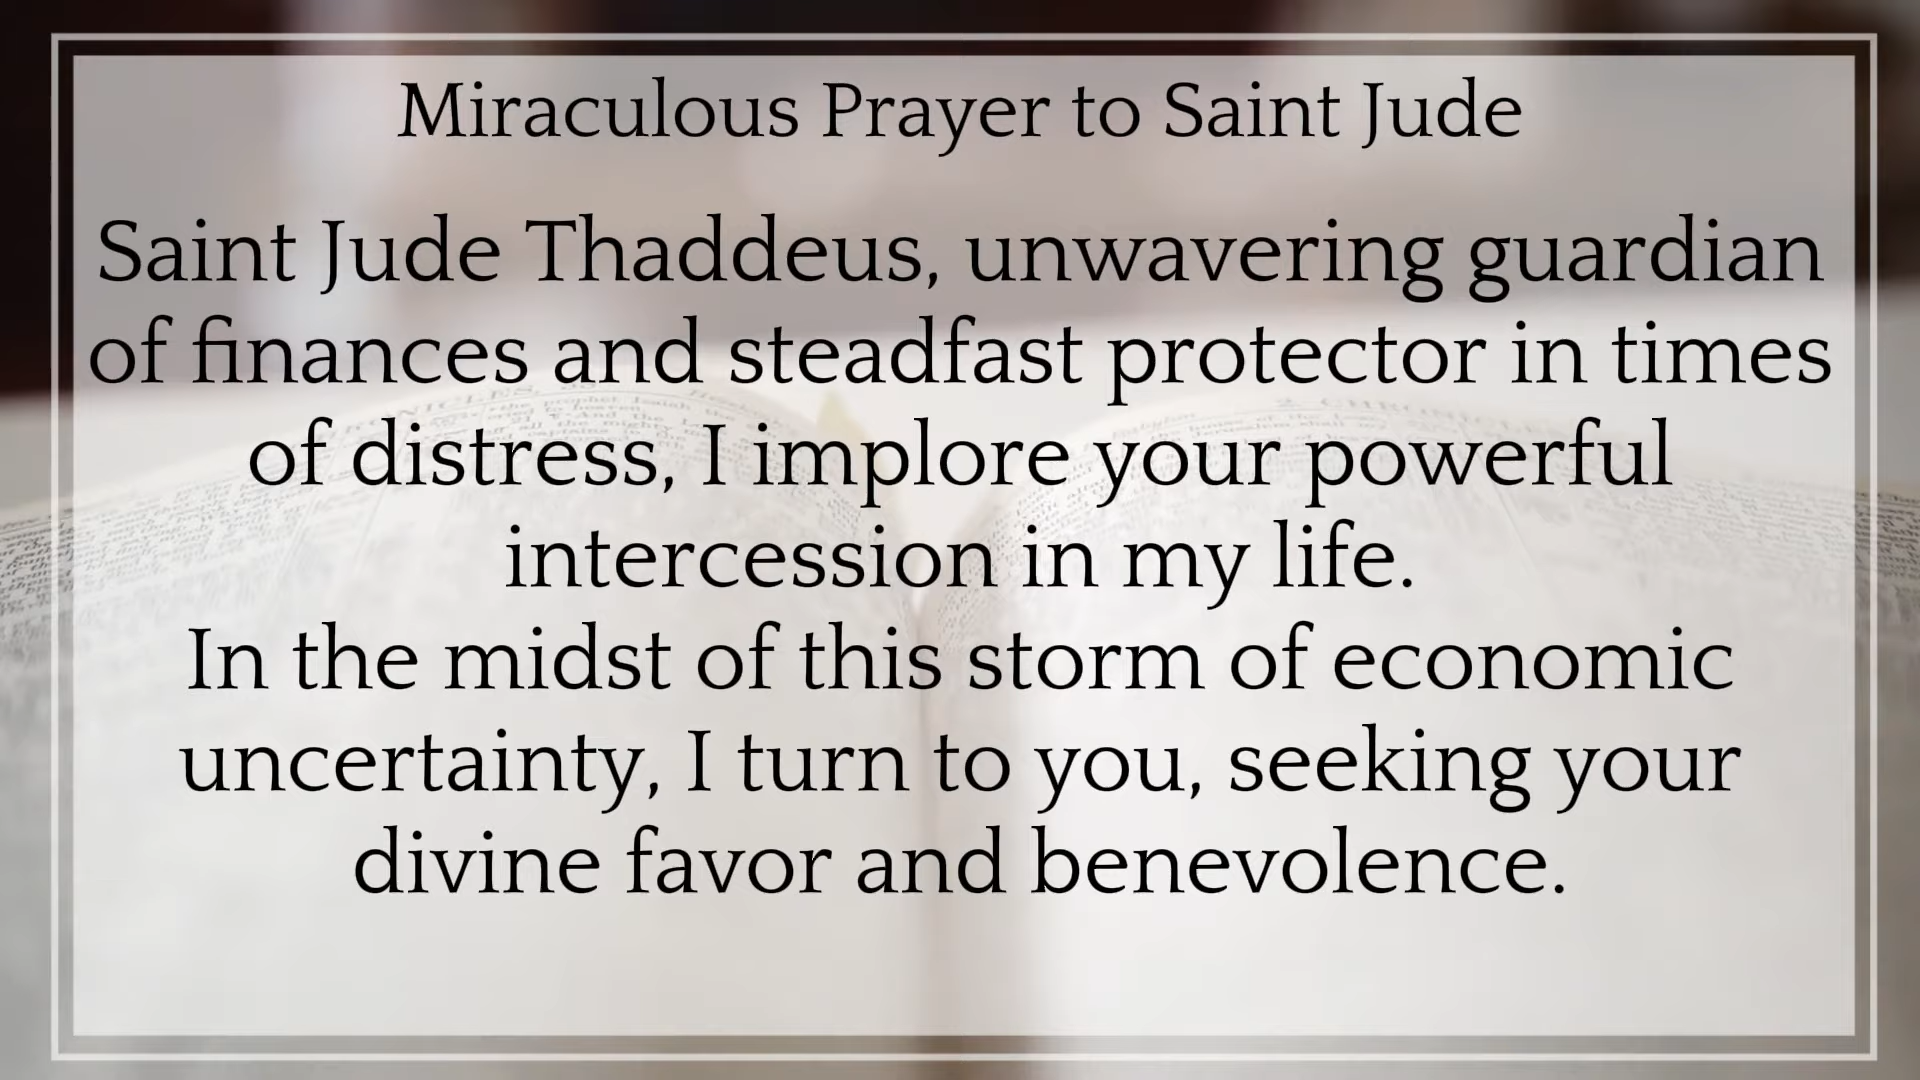 Miraculous Prayer to Saint Jude
Saint Jude Thaddeus, unwavering guardian
of finances and steadfast protector in times
of distress, I implore your powerful
intercession in my life.
In the midst of this storm of economic
uncertainty, I turn to you, seeking your
divine favor and benevolence.